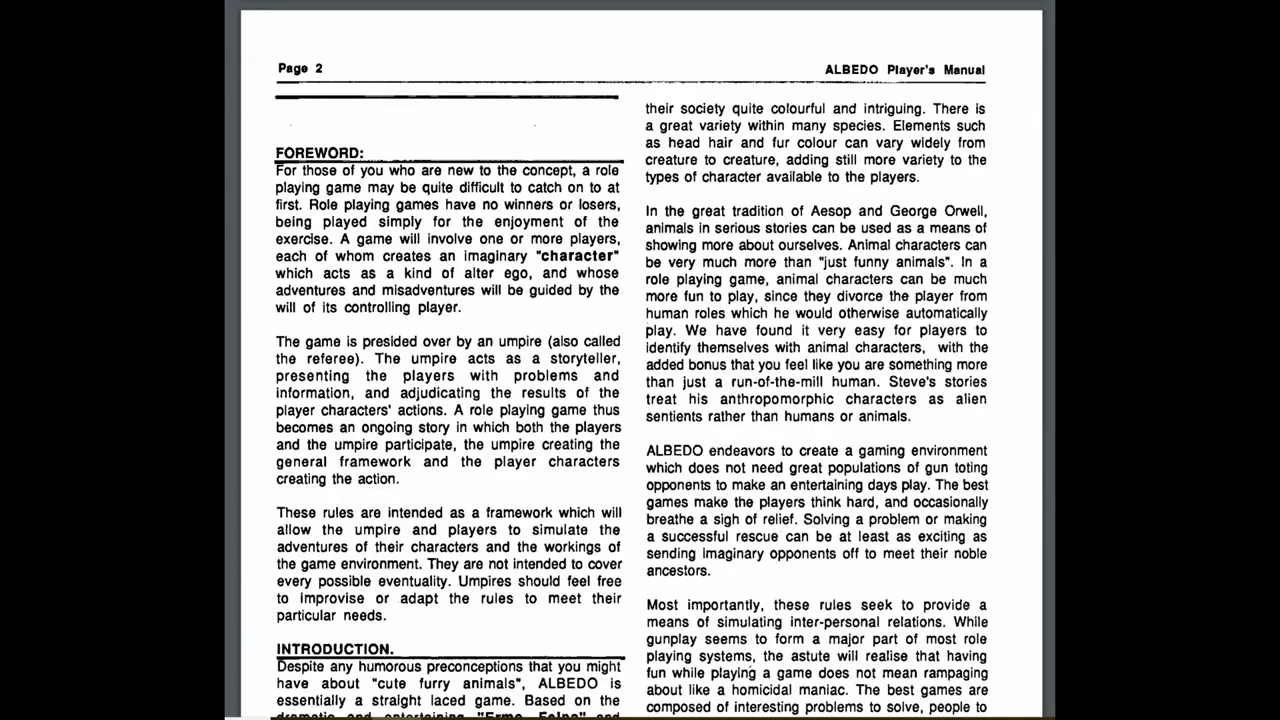 Page 2
ALBEDO Player's Manual
FOREWORD:
For those of you who are new to the concept, a role
playing game may be quite difficult to catch on to at
first. Role playing games have no winners or losers,
being played simply for the enjoyment of the
exercise. A game will involve one or more players,
each of whom creates an imaginary "character"
which acts as a kind of alter ego, and whose
adventures and misadventures will be guided by the
will of its controlling player.
The game is presided over by an umpire (also called
the referee). The umpire acts as a storyteller,
presenting the players with problems and
information, and adjudicating the results of the
player characters' actions. A role playing game thus
becomes an ongoing story in which both the players
and the umpire participate, the umpire creating the
general framework and the player characters
creating the action.
These rules are intended as a framework which will
allow the umpire and players to simulate the
adventures of their characters and the workings of
the game environment. They are not intended to cover
every possible eventuality. Umpires should feel free
to improvise or adapt the rules to meet their
particular needs.
INTRODUCTION.
Despite any humorous preconceptions that you might
have about "cute furry animals", ALBEDO is
essentially a straight laced game. Based on the
dramatic and entertaining "Erma Felna" and
their society quite colourful and intriguing. There is
a great variety within many species. Elements such
as head hair and fur colour can vary widely from
creature to creature, adding still more variety to the
types of character available to the players.
In the great tradition of Aesop and George Orwell,
animals in serious stories can be used as a means of
showing more about ourselves. Animal characters can
be very much more than "just funny animals". In a
role playing game, animal characters can be much
more fun to play, since they divorce the player from
human roles which he would otherwise automatically
play. We have found it very easy for players to
identify themselves with animal characters, with the
added bonus that you feel like you are something more
than just a run-of-the-mill human. Steve's stories
treat his anthropomorphic characters as alien
sentients rather than humans or animals.
ALBEDO endeavors to create a gaming environment
which does not need great populations of gun toting
opponents to make an entertaining days play. The best
games make the players think hard, and occasionally
breathe a sigh of relief. Solving a problem or making
a successful rescue can be at least as exciting as
sending imaginary opponents off to meet their noble
ancestors.
Most importantly, these rules seek to provide a
means of simulating inter-personal relations. While
gunplay seems to form a major part of most role
playing systems, the astute will realise that having
fun while playing a game does not mean rampaging
about like a homicidal maniac. The best games are
composed of interesting problems to solve, people to